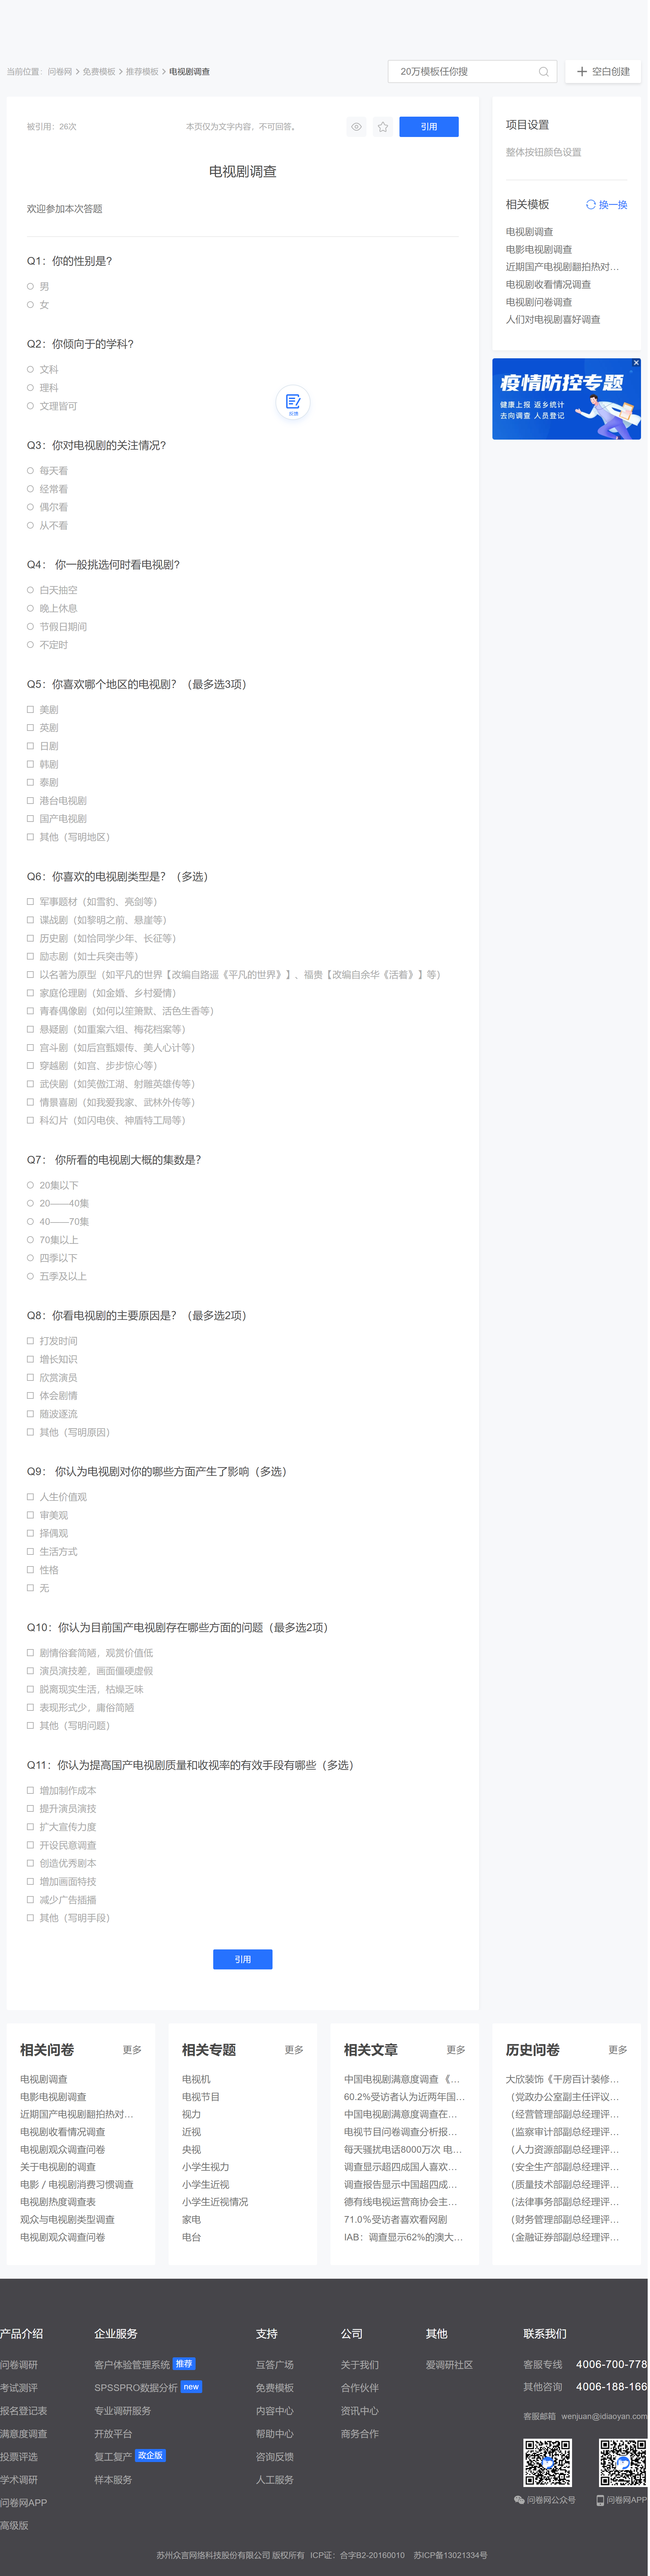 当前位置: 问卷网 > 免费模板 > 推荐模板 > 电视剧调查
20万模板任你搜
空白创建
被引用：26次
本页仅为文字内容，不可回答。
引用
电视剧调查
欢迎参加本次答题
Q1：你的性别是?
男
女
Q2：你倾向于的学科?
文科
理科
文理皆可
反馈
Q3：你对电视剧的关注情况?
每天看
经常看
偶尔看
从不看
Q4： 你一般挑选何时看电视剧?
白天抽空
晚上休息
节假日期间
不定时
Q5：你喜欢哪个地区的电视剧？（最多选3项）
美剧
英剧
日剧
韩剧
泰剧
港台电视剧
国产电视剧
其他（写明地区）
Q6：你喜欢的电视剧类型是？（多选）
军事题材（如雪豹、亮剑等）
谍战剧（如黎明之前、悬崖等）
历史剧（如恰同学少年、长征等）
励志剧（如士兵突击等）
以名著为原型（如平凡的世界【改编自路遥《平凡的世界》】、福贵【改编自余华《活着》】等）
家庭伦理剧（如金婚、乡村爱情）
青春偶像剧（如何以笙箫默、活色生香等）
悬疑剧（如重案六组、梅花档案等）
宫斗剧（如后宫甄嬛传、美人心计等）
穿越剧（如宫、步步惊心等）
武侠剧（如笑傲江湖、射雕英雄传等）
情景喜剧（如我爱我家、武林外传等）
科幻片（如闪电侠、神盾特工局等）
Q7： 你所看的电视剧大概的集数是?
20集以下
20——40集
40——70集
70集以上
四季以下
五季及以上
Q8：你看电视剧的主要原因是？（最多选2项）
打发时间
增长知识
欣赏演员
体会剧情
随波逐流
其他（写明原因）
Q9： 你认为电视剧对你的哪些方面产生了影响（多选）
人生价值观
审美观
择偶观
生活方式
性格
无
Q10：你认为目前国产电视剧存在哪些方面的问题（最多选2项）
剧情俗套简陋，观赏价值低
演员演技差，画面僵硬虚假
脱离现实生活，枯燥乏味
表现形式少，庸俗简陋
其他（写明问题）
Q11：你认为提高国产电视剧质量和收视率的有效手段有哪些（多选）
增加制作成本
提升演员演技
扩大宣传力度
开设民意调查
创造优秀剧本
增加画面特技
减少广告插播
其他（写明手段）
引用
项目设置
整体按钮颜色设置
相关模板
换一换
电视剧调查
电影电视剧调查
近期国产电视剧翻拍热对...
电视剧收看情况调查
电视剧问卷调查
人们对电视剧喜好调查
疫情防控专题
健康上报 返乡统计
去向调查 人员登记
相关问卷 更多
电视剧调查
电影电视剧调查
近期国产电视剧翻拍热对...
电视剧收看情况调查
电视剧观众调查问卷
关于电视剧的调查
电影 / 电视剧消费习惯调查
电视剧热度调查表
观众与电视剧类型调查
电视剧观众调查问卷
相关专题 更多
电视机
电视节目
视力
近视
央视
小学生视力
小学生近视
小学生近视情况
家电
电台
相关文章 更多
中国电视剧满意度调查 《...
60.2%受访者认为近两年国...
中国电视剧满意度调查在...
电视节目问卷调查分析报...
每天骚扰电话8000万次 电...
调查显示超四成国人喜欢...
调查报告显示中国超四成...
德有线电视运营商协会主...
71.0％受访者喜欢看网剧
IAB：调查显示62%的澳大...
历史问卷 更多
大欣装饰《千房百计装修...
（党政办公室副主任评议...
（经营管理部副总经理评...
（监察审计部副总经理评...
（人力资源部副总经理评...
（安全生产部副总经理评...
（质量技术部副总经理评...
（法律事务部副总经理评...
（财务管理部副总经理评...
（金融证券部副总经理评...
产品介绍
问卷调研
考试测评
报名登记表
满意度调查
投票评选
学术调研
问卷网APP
高级版
企业服务
客户体验管理系统 推荐
SPSSPRO数据分析 new
专业调研服务
开放平台
复工复产 政企版
样本服务
支持
互答广场
免费模板
内容中心
帮助中心
咨询反馈
人工服务
公司
关于我们
合作伙伴
资讯中心
商务合作
其他
爱调研社区
联系我们
客服专线 4006-700-778
其他咨询 4006-188-166
客服邮箱 wenjuan@idiaoyan.com
问卷网公众号
问卷网APP
苏州众言网络科技股份有限公司 版权所有 ICP证：合字B2-20160010 苏ICP备13021334号